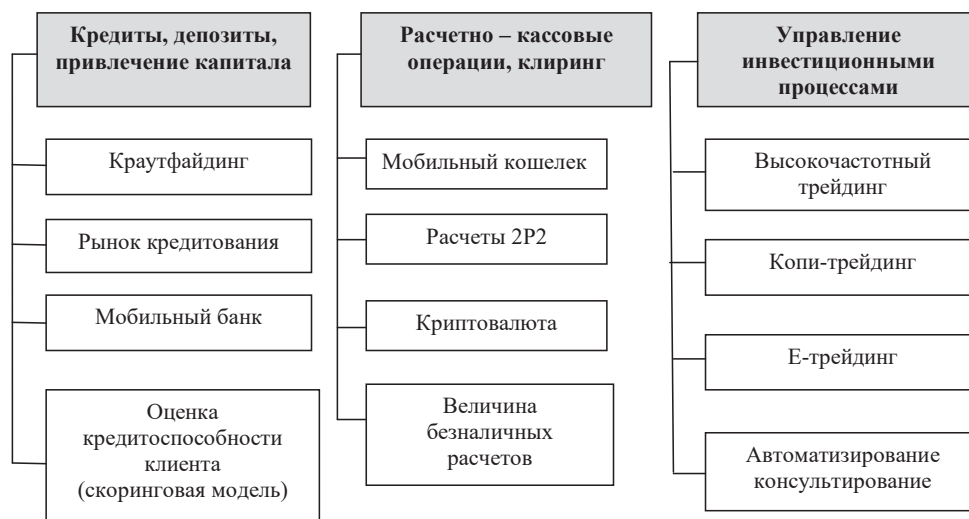 Кредиты, депозиты,
привлечение капитала
Краутфайдинг
Рынок кредитования
Мобильный банк
Оценка
кредитоспособности
клиента
(скоринговая модель)
Расчетно – кассовые
операции, клиринг
Мобильный кошелек
Расчеты 2Р2
Криптовалюта
Величина
безналичных
расчетов
Управление
инвестиционными
процессами
Высокочастотный
трейдинг
Копи-трейдинг
Е-трейдинг
Автоматизирование
консультирование